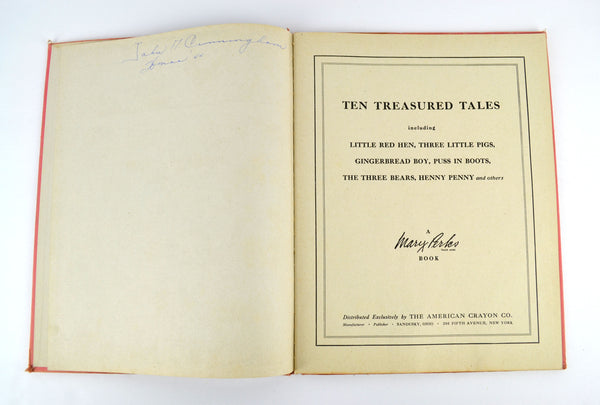 Cunningham
TEN TREASURED TALES
including
LITTLE RED HEN, THREE LITTLE PIGS,
GINGERBREAD BOY, PUSS IN BOOTS,
THE THREE BEARS, HENNY PENNY and others
A
Mary Perks
BOOK
Distributed Exclusively by THE AMERICAN CRAYON CO.
Manufacturer • Publisher • SANDUSKY, OHIO • FIFTH AVENUE, NEW YORK